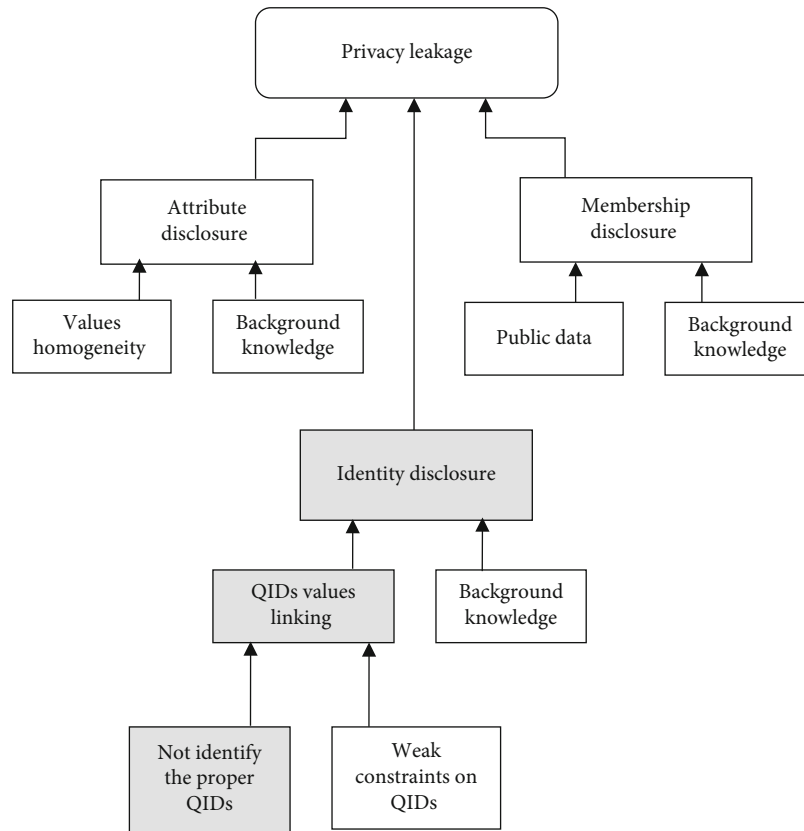 Privacy leakage
Attribute
disclosure
Membership
disclosure
Values
homogeneity
Background
knowledge
Public data
Background
knowledge
Identity disclosure
QIDs values
linking
Background
knowledge
Not identify
the proper
QIDs
Weak
constraints on
QIDs